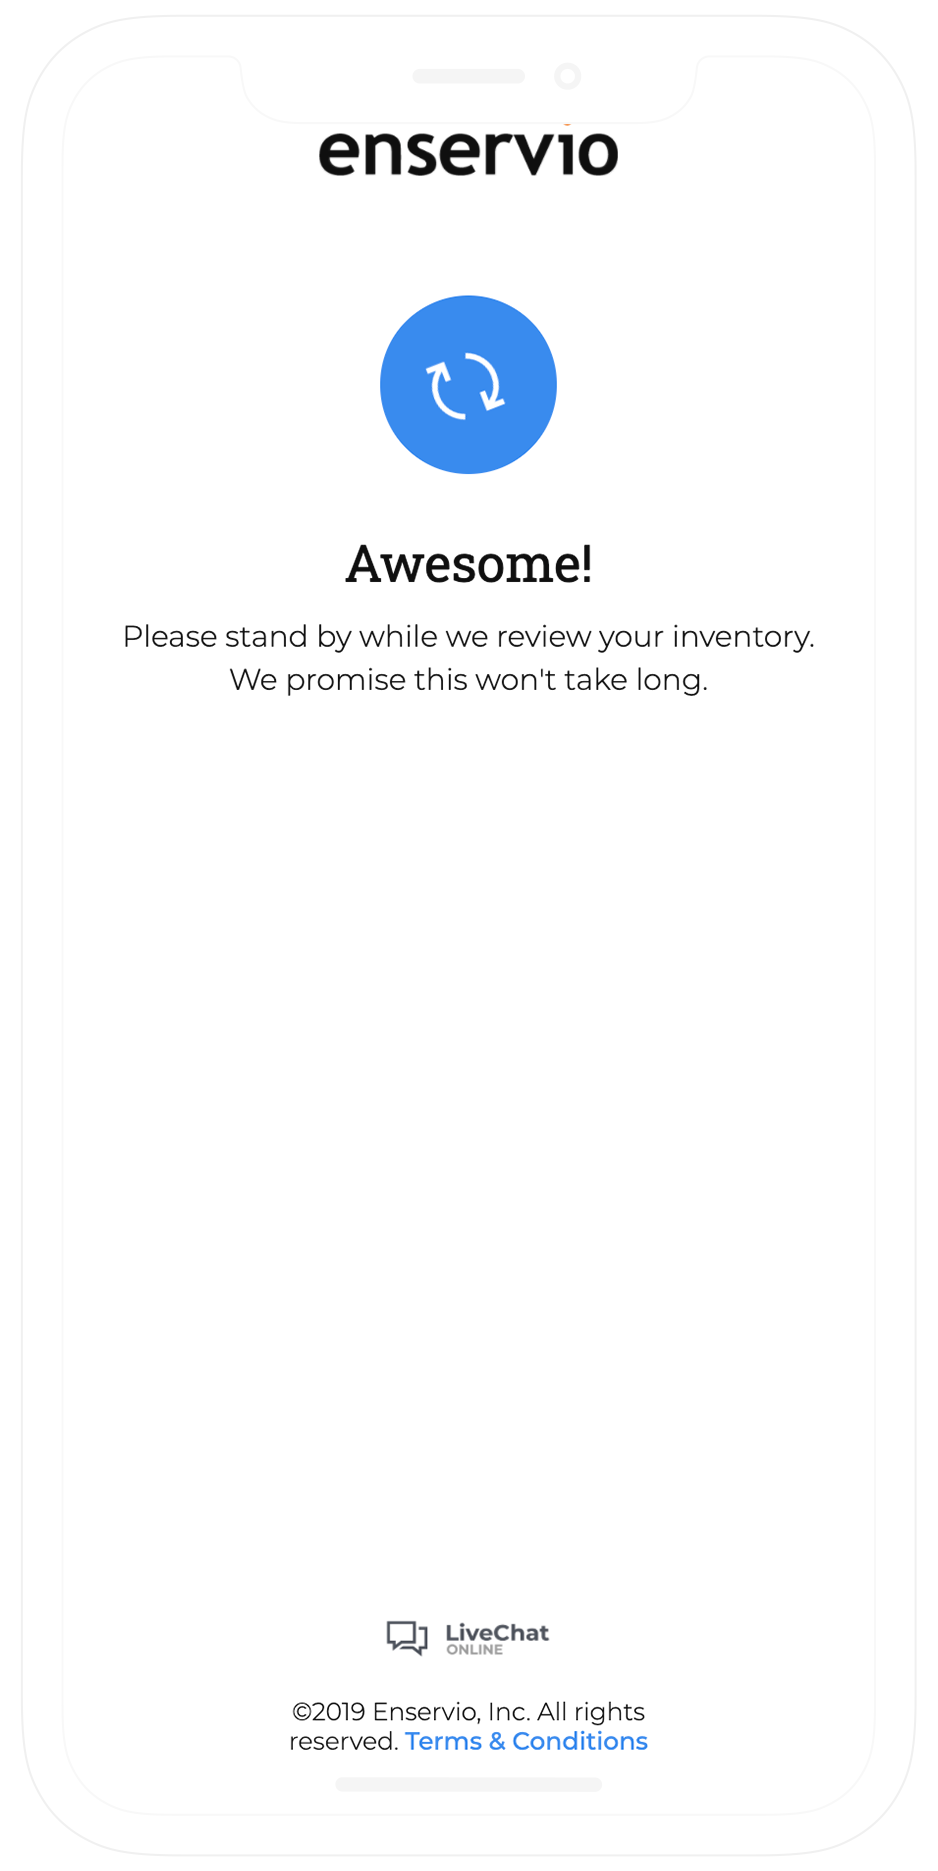 enservio
Awesome!
Please stand by while we review your inventory.
We promise this won't take long.
LiveChat
ONLINE
©2019 Enservio, Inc. All rights
reserved. Terms & Conditions